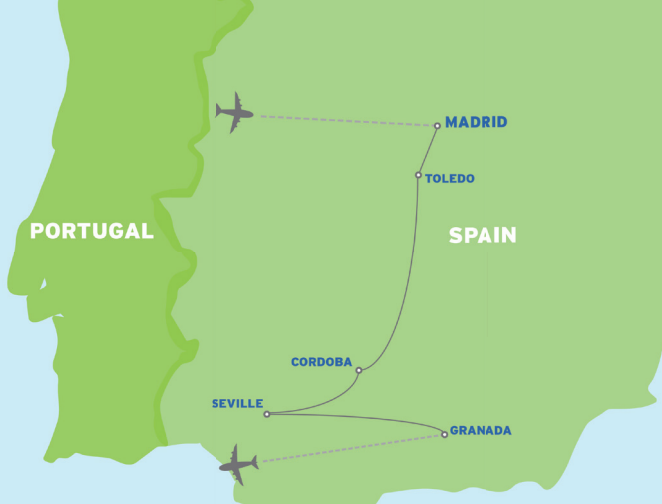 MADRID
TOLEDO
PORTUGAL
SPAIN
CORDOBA
SEVILLE
GRANADA